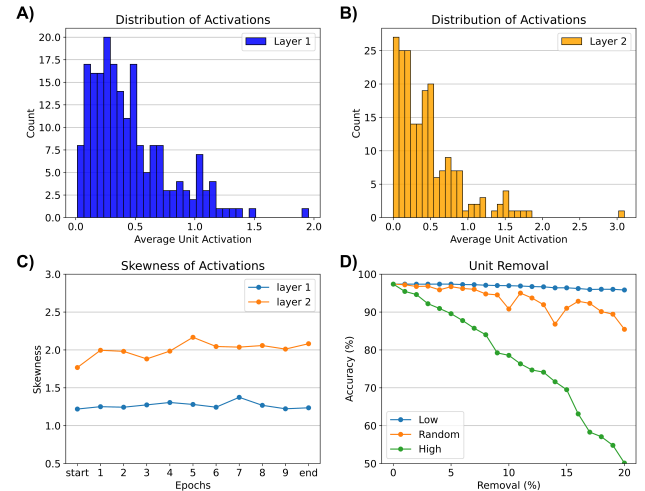 A)
Distribution of Activations
Layer 1
20.0
17.5
15.0
12.5
10.0
7.5
5.0
2.5
0.0
Count
0.0 0.5 1.0 1.5 2.0
Average Unit Activation
B)
Distribution of Activations
Layer 2
25
20
15
10
5
0
Count
0.0 0.5 1.0 1.5 2.0 2.5 3.0
Average Unit Activation
C)
Skewness of Activations
layer 1
layer 2
3.0
2.5
2.0
1.5
1.0
0.5
Skewness
start 1 2 3 4 5 6 7 8 9 end
Epochs
D)
Unit Removal
100
90
80
70
60
50
Accuracy (%)
Low
Random
High
0 5 10 15 20
Removal (%)